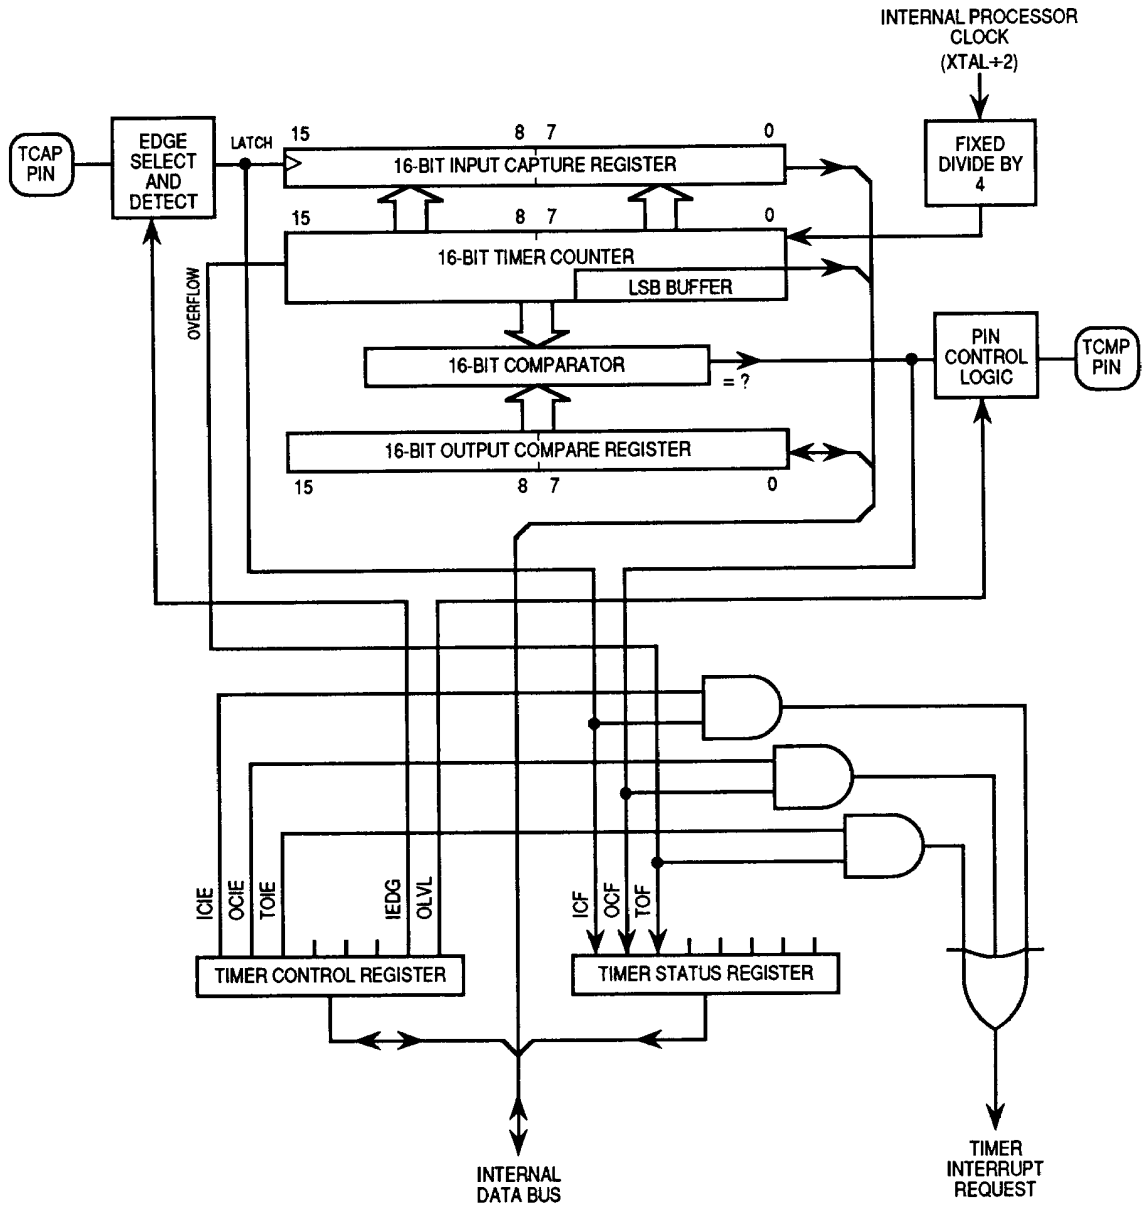 INTERNAL PROCESSOR
CLOCK
(XTAL÷2)
TCAP
PIN
EDGE
SELECT
AND
DETECT
LATCH
15
8
7
0
16-BIT INPUT CAPTURE REGISTER
FIXED
DIVIDE BY
4
15
8
7
0
16-BIT TIMER COUNTER
LSB BUFFER
OVERFLOW
16-BIT COMPARATOR
= ?
PIN
CONTROL
LOGIC
TCMP
PIN
16-BIT OUTPUT COMPARE REGISTER
15
8
7
0
ICIE
OCIE
TOIE
IEDG
OLVL
ICF
OCF
TOF
TIMER CONTROL REGISTER
TIMER STATUS REGISTER
INTERNAL
DATA BUS
TIMER
INTERRUPT
REQUEST